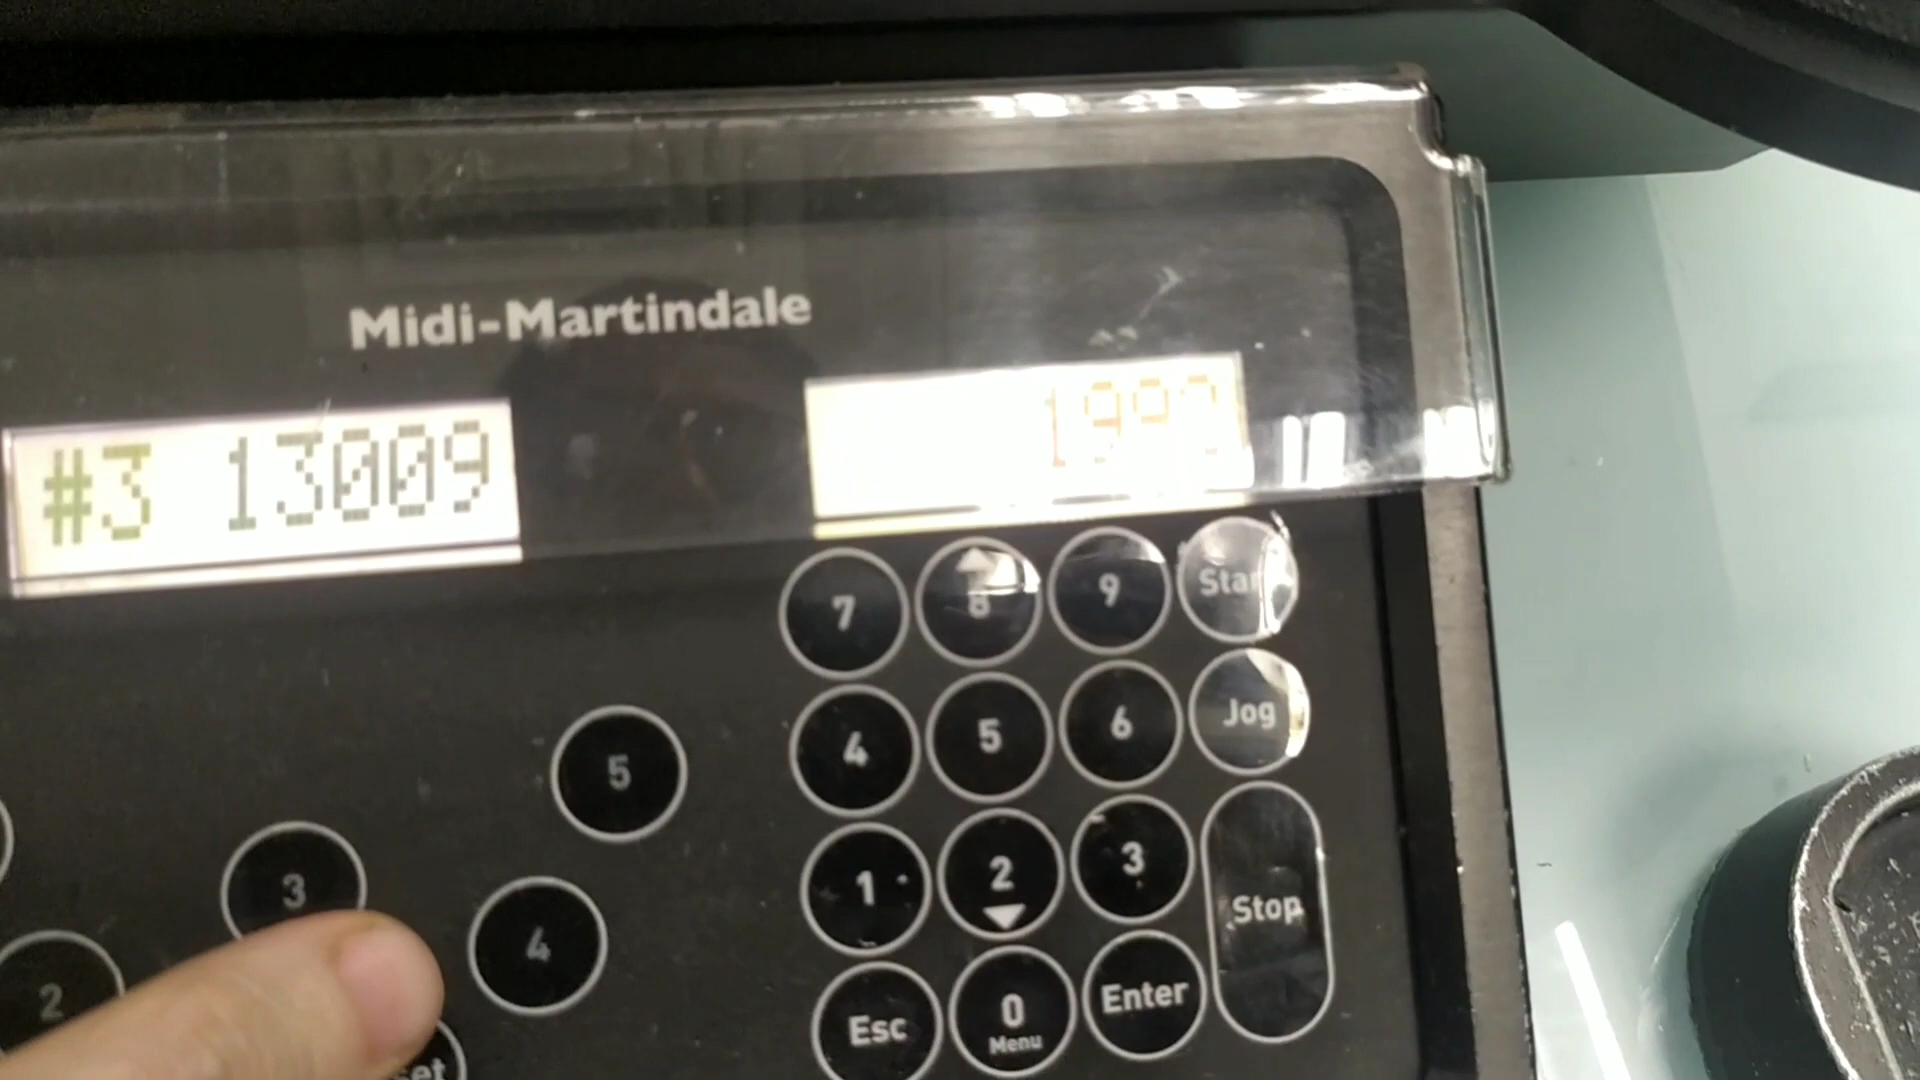 Midi-Martindale
#3 13009
7 8 9 Start
5 4 5 6 Jog
3 4 1 2 3 Stop
2 Esc 0 Enter
Menu